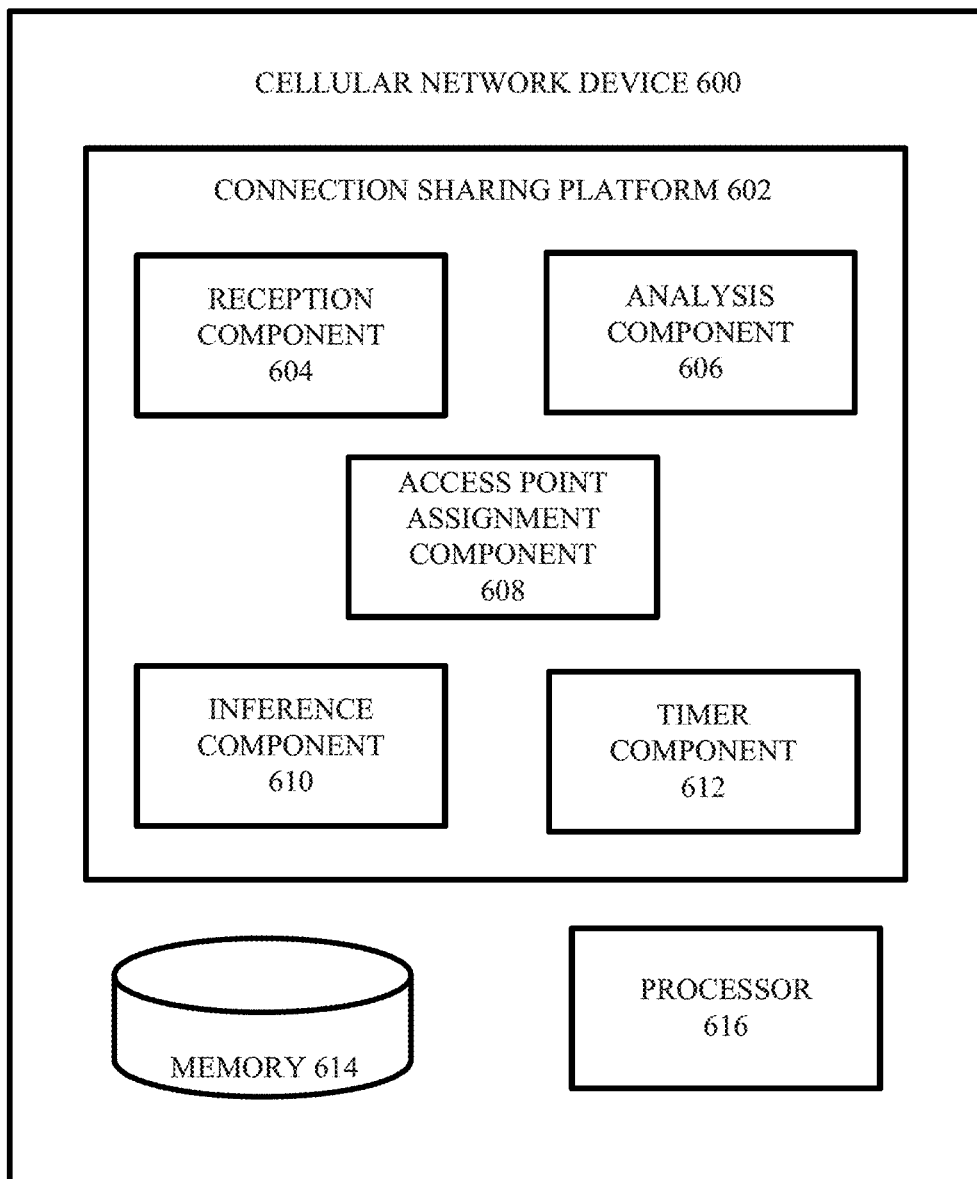 CELLULAR NETWORK DEVICE 600
CONNECTION SHARING PLATFORM 602
RECEPTION
COMPONENT
604
ANALYSIS
COMPONENT
606
ACCESS POINT
ASSIGNMENT
COMPONENT
608
INFERENCE
COMPONENT
610
TIMER
COMPONENT
612
MEMORY 614
PROCESSOR
616